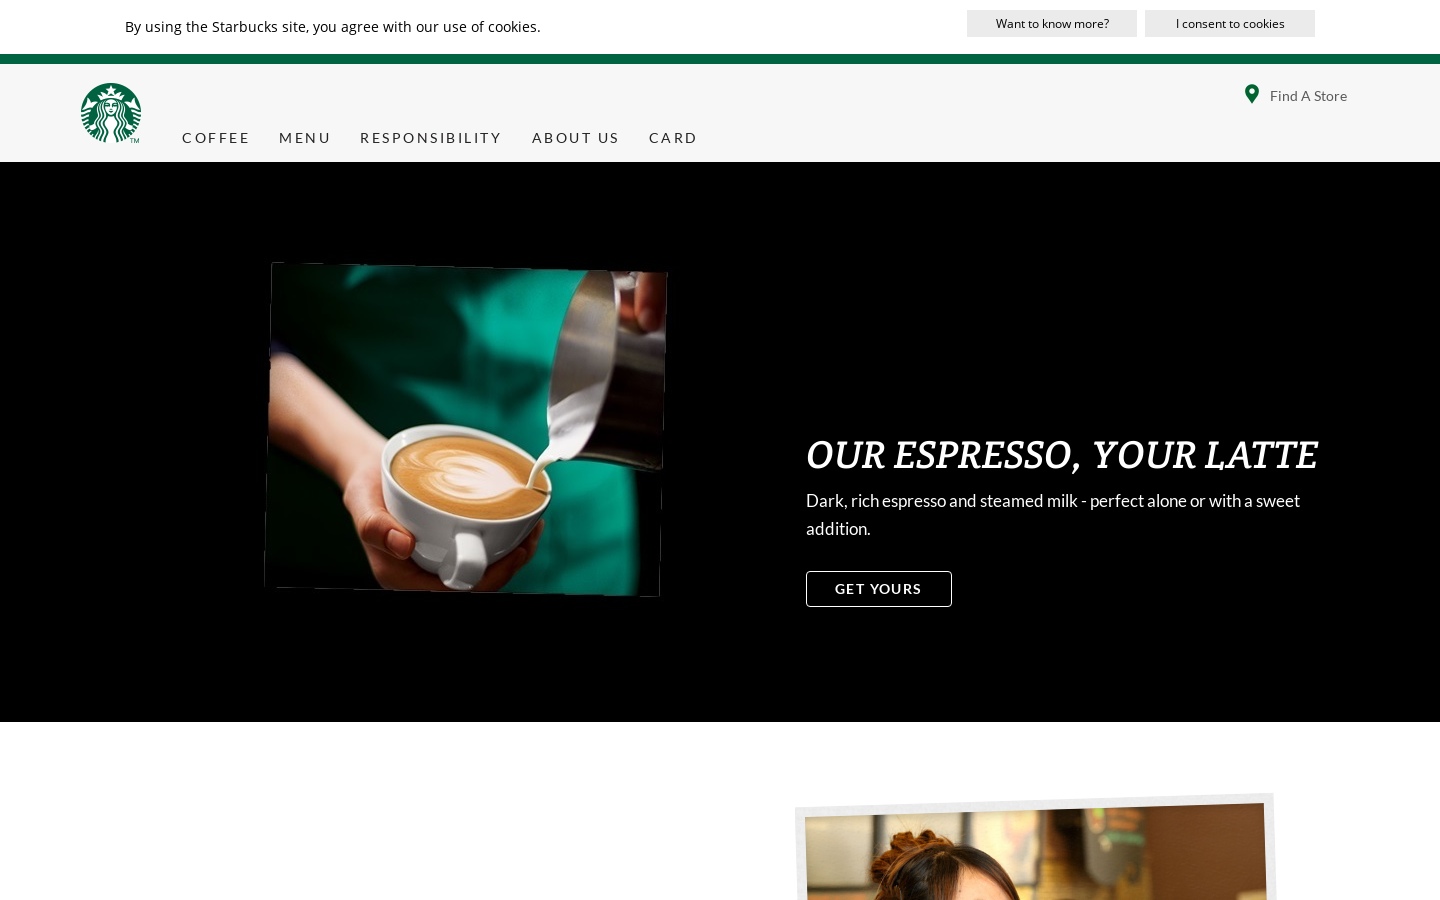 By using the Starbucks site, you agree with our use of cookies.
Want to know more?
I consent to cookies
Find A Store
TM
COFFEE MENU RESPONSIBILITY ABOUT US CARD
OUR ESPRESSO, YOUR LATTE
Dark, rich espresso and steamed milk - perfect alone or with a sweet
addition.
GET YOURS